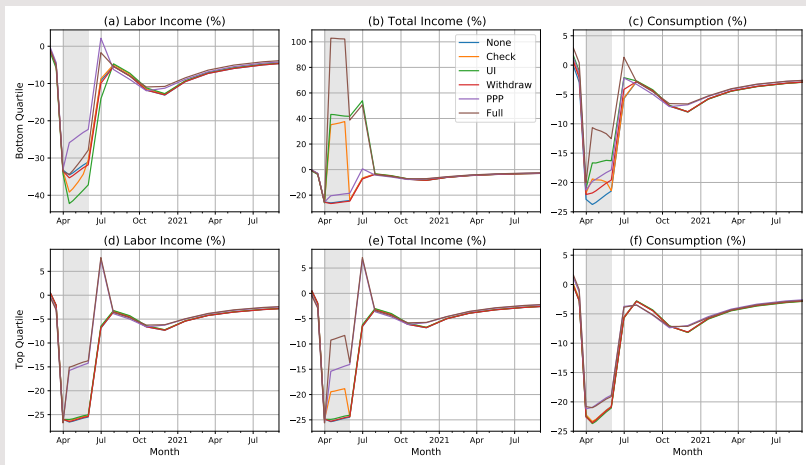 (a) Labor Income (%)
(b) Total Income (%)
(c) Consumption (%)
Bottom Quartile
0
−10
−20
−30
−40
Apr Jul Oct 2021 Apr Jul
100
80
60
40
20
0
−20
Apr Jul Oct 2021 Apr Jul
None
Check
UI
Withdraw
PPP
Full
5
0
−5
−10
−15
−20
−25
Apr Jul Oct 2021 Apr Jul
(d) Labor Income (%)
(e) Total Income (%)
(f) Consumption (%)
Top Quartile
5
0
−5
−10
−15
−20
−25
Apr Jul Oct 2021 Apr Jul
Month
5
0
−5
−10
−15
−20
−25
Apr Jul Oct 2021 Apr Jul
Month
5
0
−5
−10
−15
−20
−25
Apr Jul Oct 2021 Apr Jul
Month